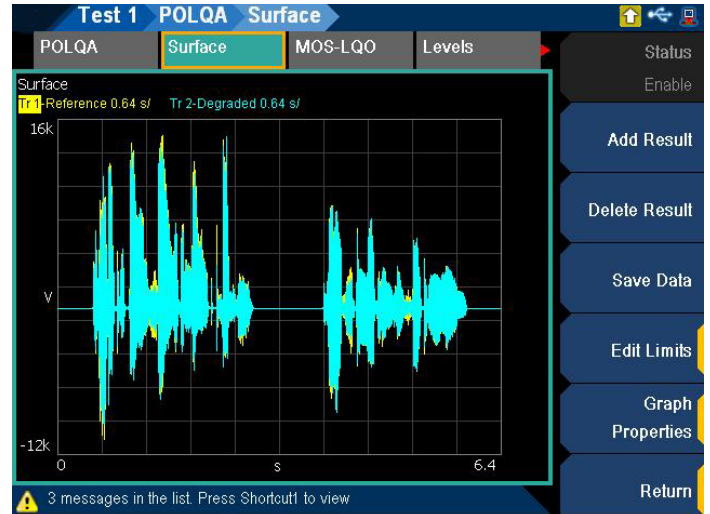 Test 1 POLQA Surface
POLQA Surface MOS-LQO Levels
Surface
Tr 1-Reference 0.64 s/ Tr 2-Degraded 0.64 s/
16k
V
-12k
0 s 6.4
3 messages in the list. Press Shortcut1 to view
Status
Enable
Add Result
Delete Result
Save Data
Edit Limits
Graph
Properties
Return